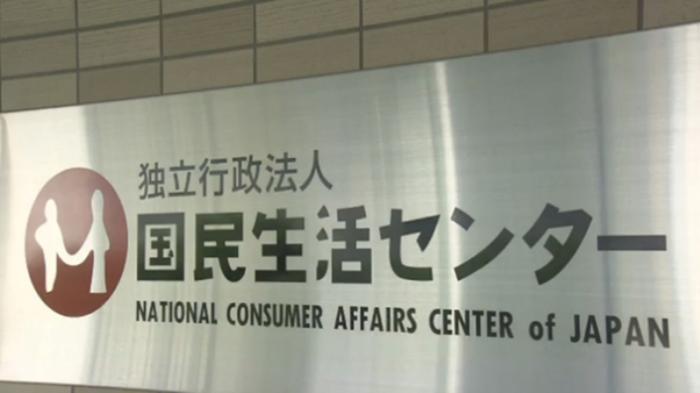 独立行政法人
国民生活センター
NATIONAL CONSUMER AFFAIRS CENTER of JAPAN